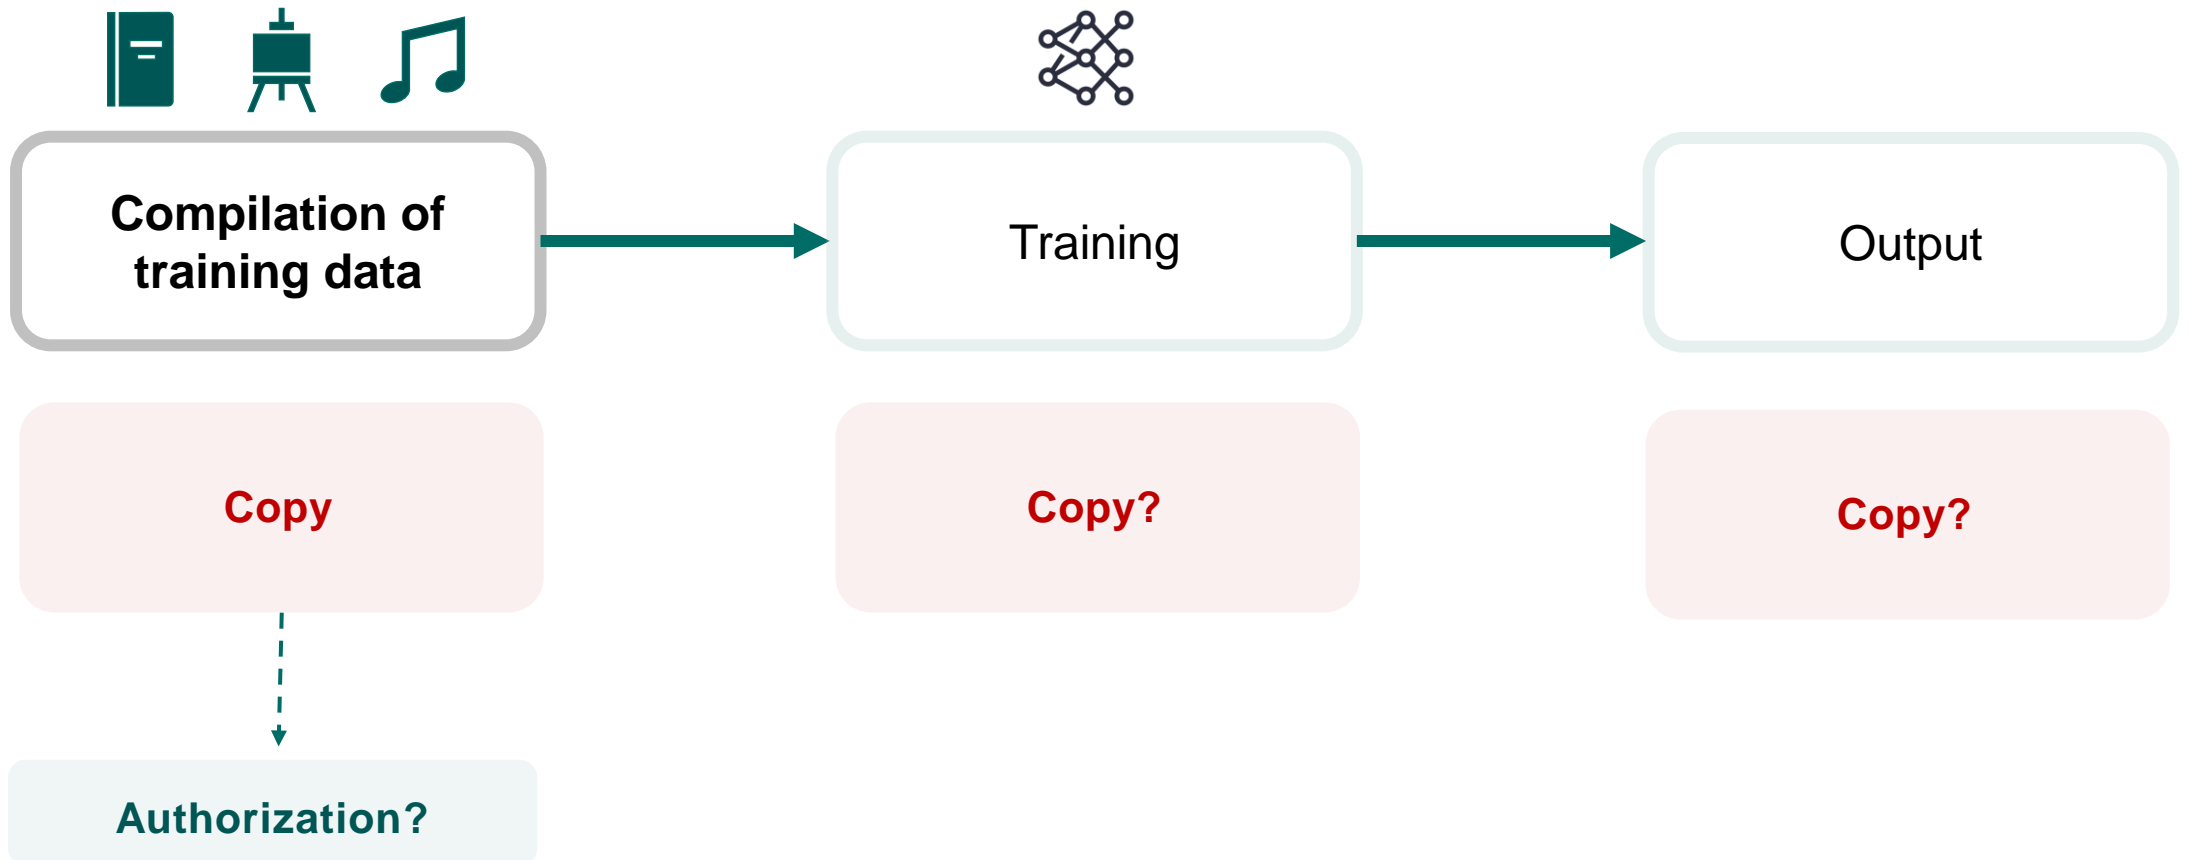 Compilation of
training data
Training
Output
Copy
Copy?
Copy?
Authorization?